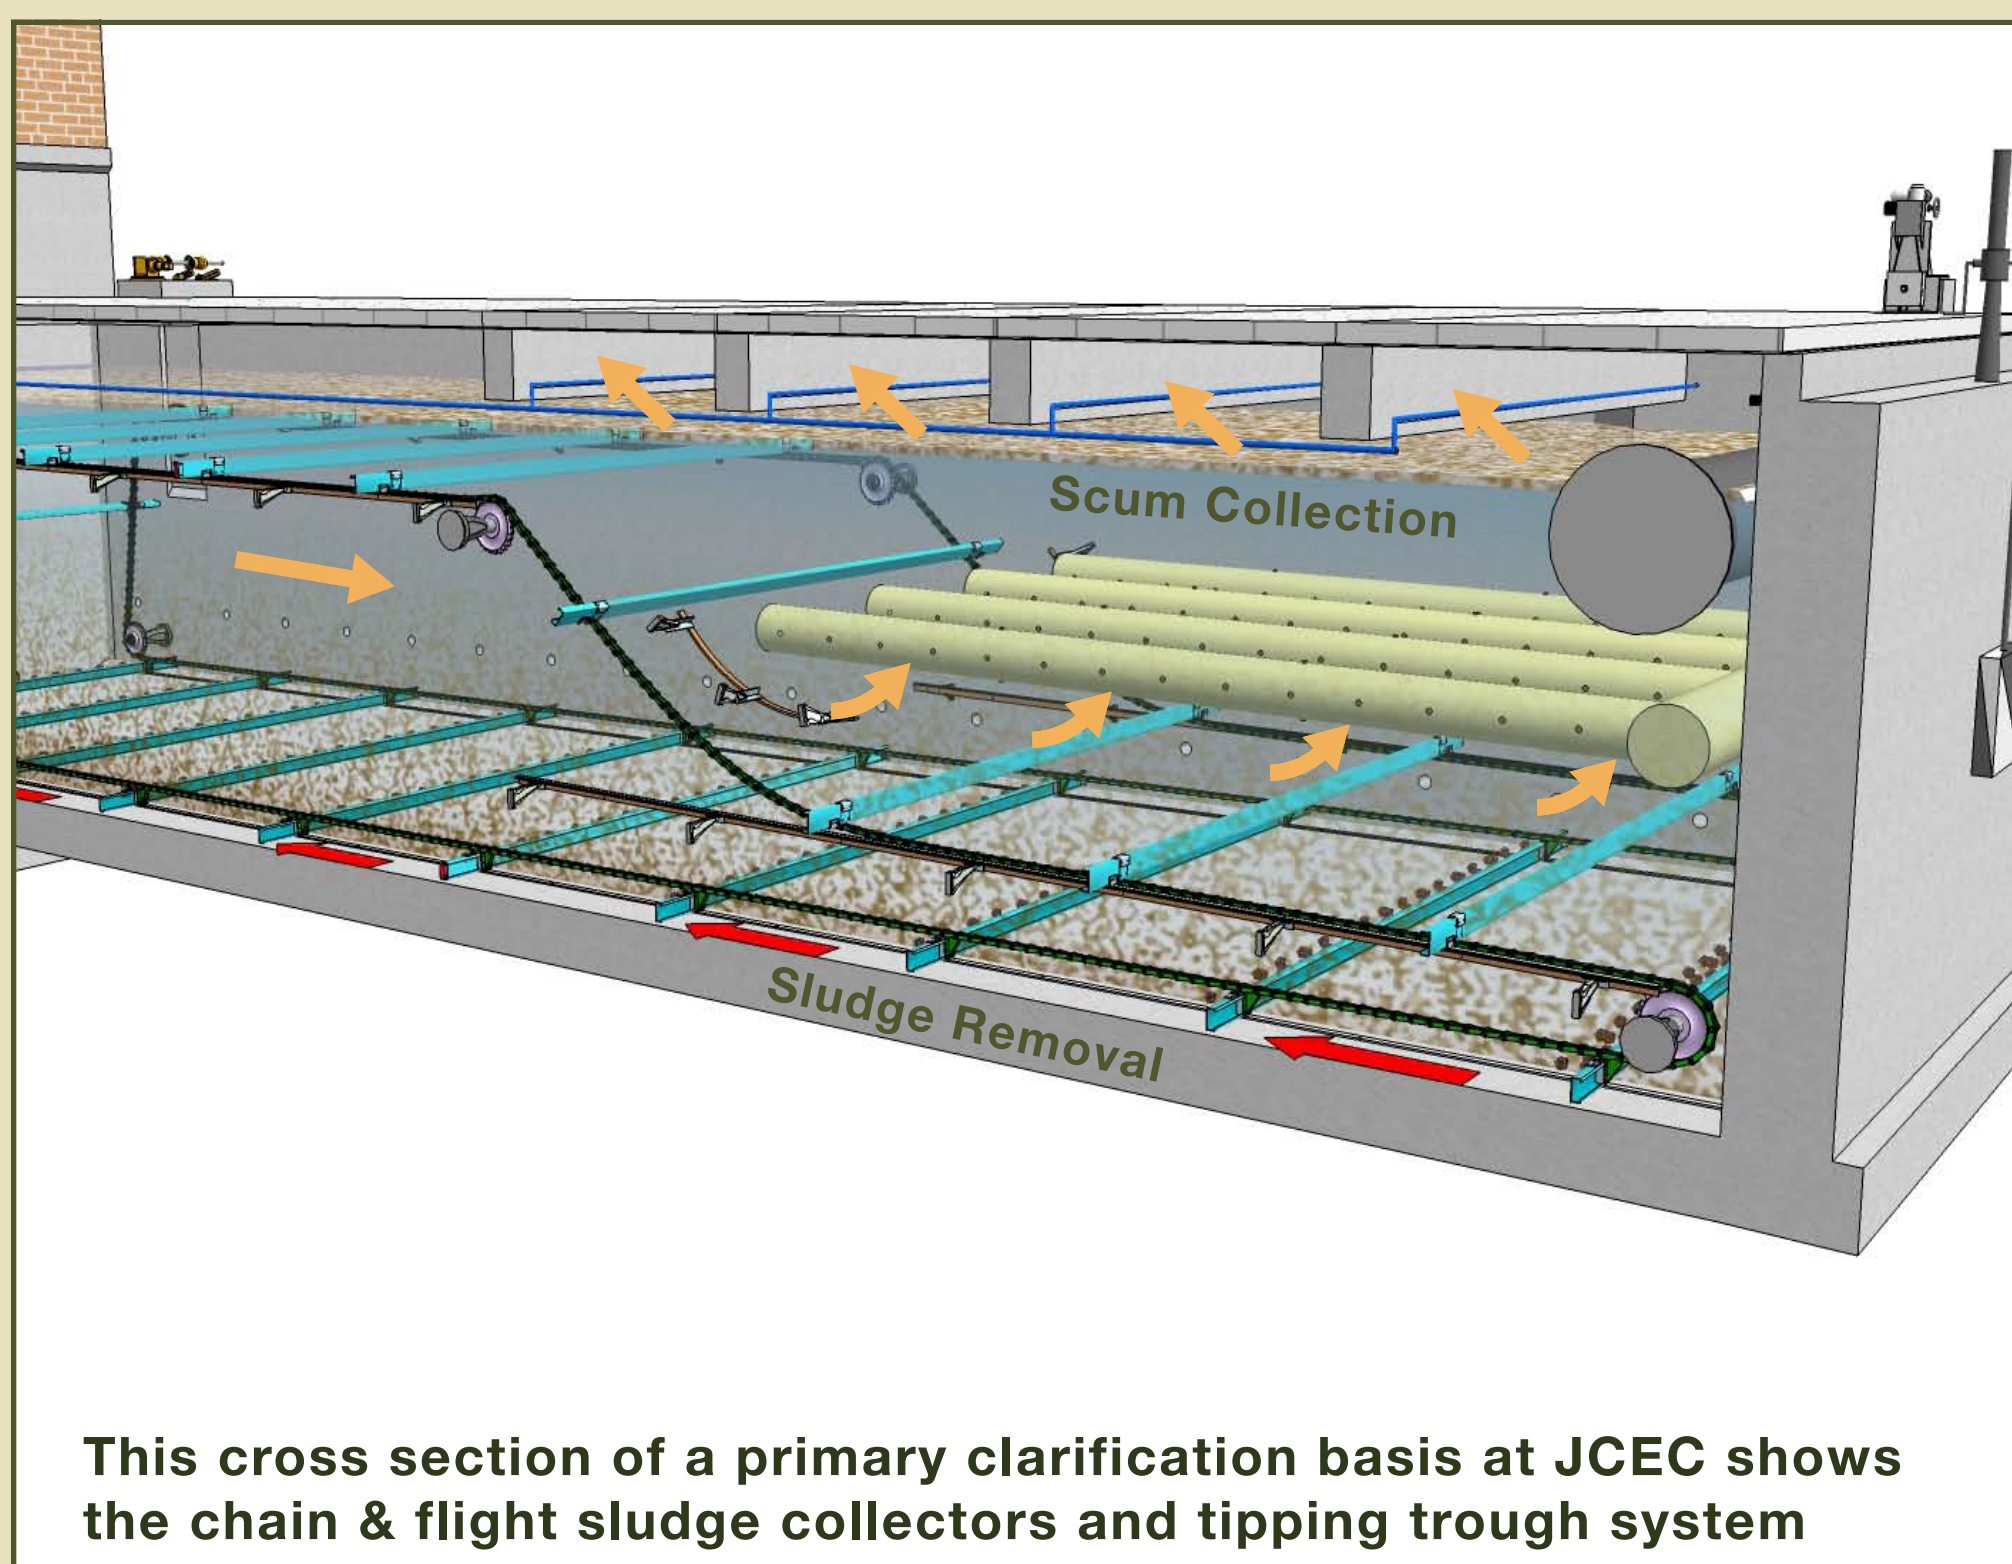 Scum Collection
Sludge Removal
This cross section of a primary clarification basis at JCEC shows
the chain & flight sludge collectors and tipping trough system